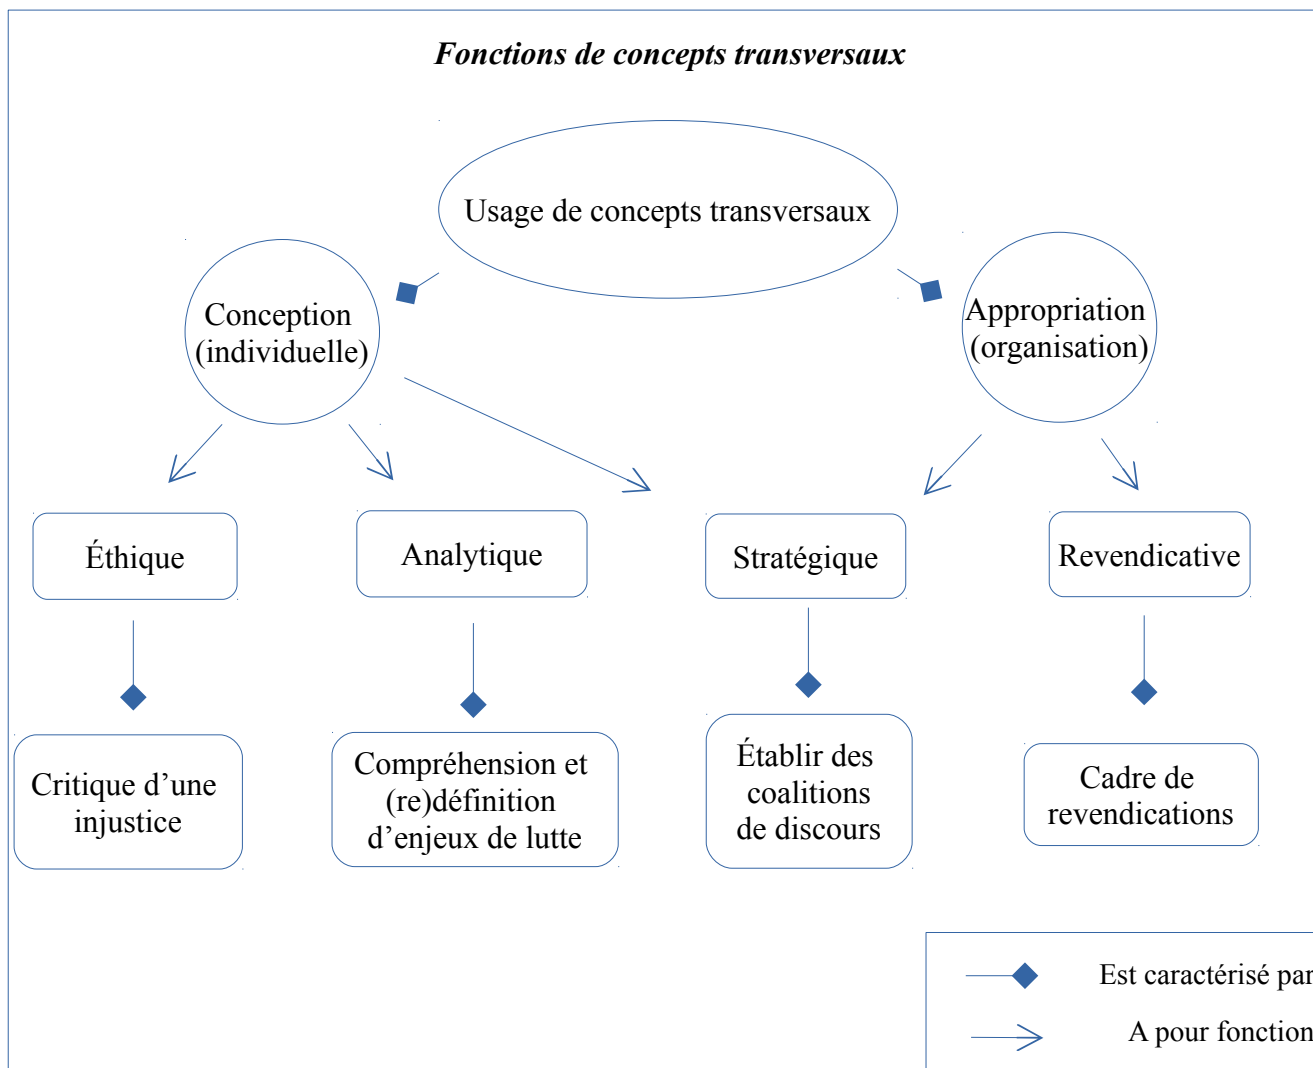 Fonctions de concepts transversaux
Usage de concepts transversaux
Conception
(individuelle)
Appropriation
(organisation)
Éthique
Analytique
Stratégique
Revendicative
Critique d’une
injustice
Compréhension et
(re)définition
d’enjeux de lutte
Établir des
coalitions
de discours
Cadre de
revendications
Est caractérisé par
A pour fonction